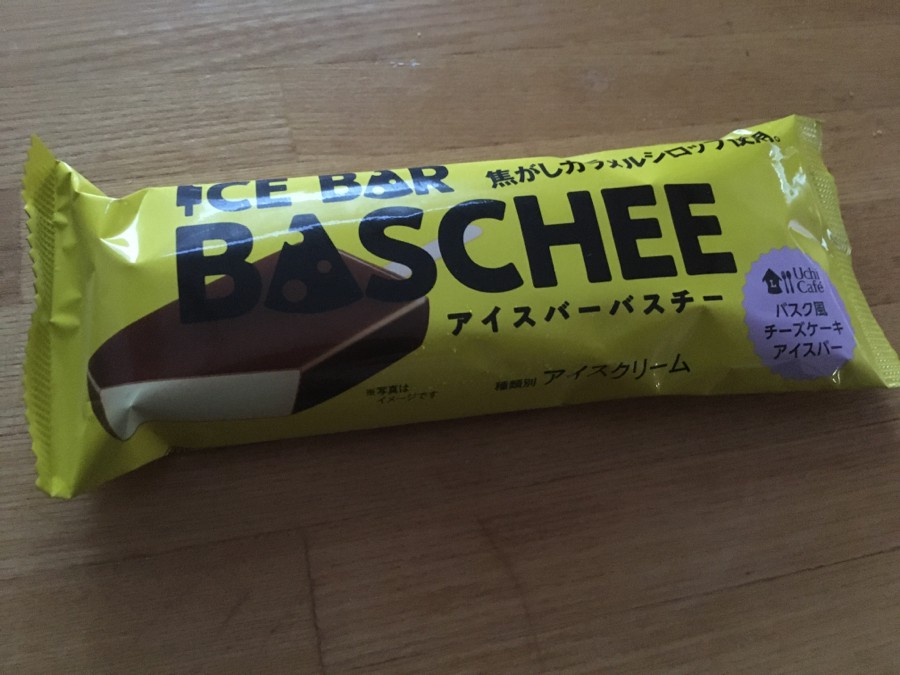 ICE BAR
焦がしカラメルシロップ使用。
BASCHEE
アイスバーバスチー
Uchi
Café
バスク風
チーズケーキ
アイスバー
種類別 アイスクリーム
※写真は
イメージです